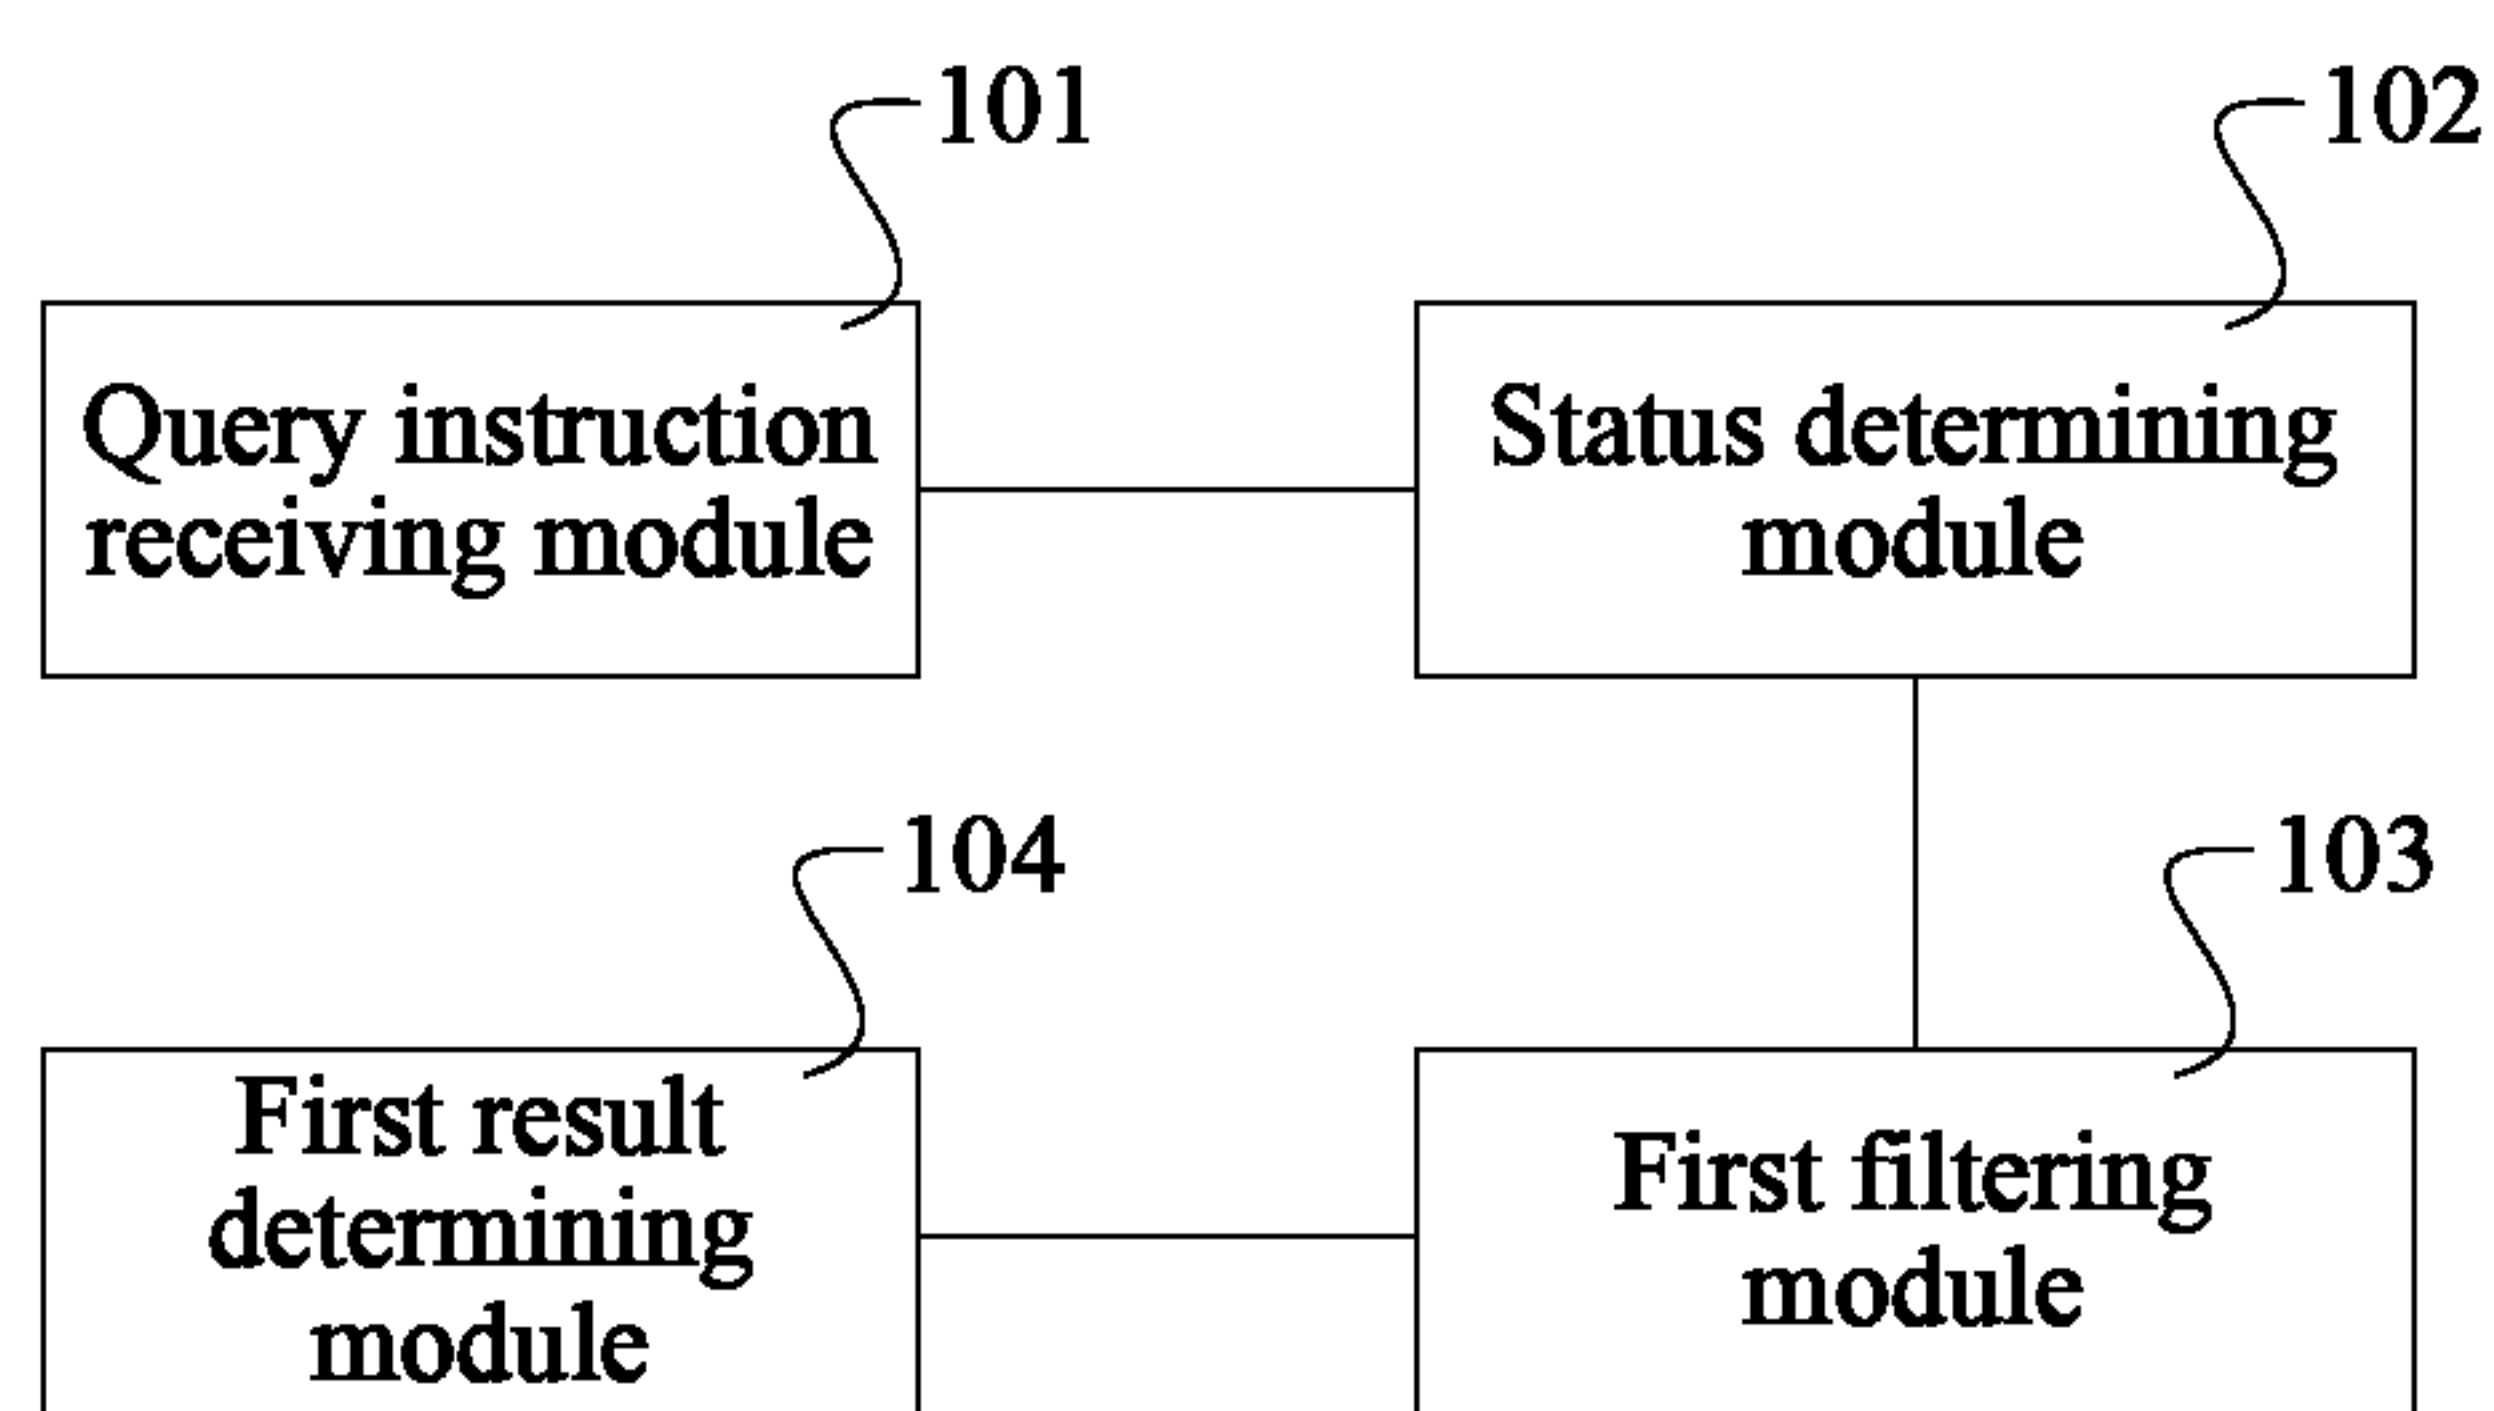 101
102
Query instruction
receiving module
Status determining
module
104
103
First result
determining
module
First filtering
module